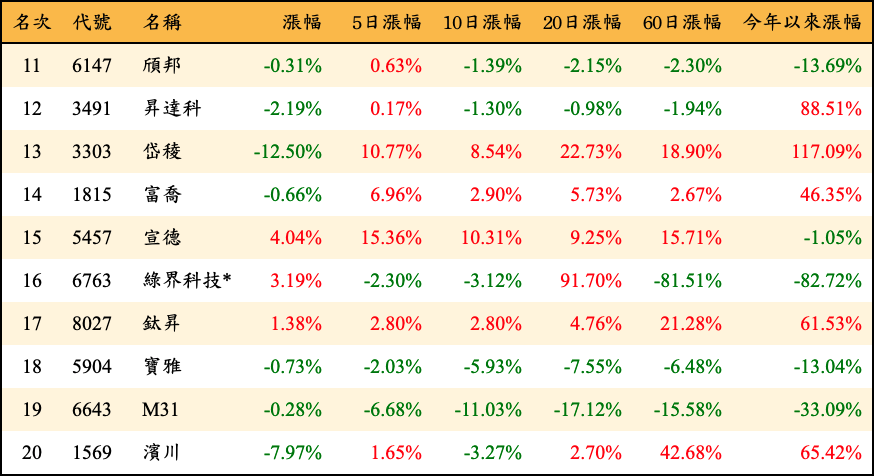 名次 代號 名稱 漲幅 5日漲幅 10日漲幅 20日漲幅 60日漲幅 今年以來漲幅
11 6147 頎邦 -0.31% 0.63% -1.39% -2.15% -2.30% -13.69%
12 3491 昇達科 -2.19% 0.17% -1.30% -0.98% -1.94% 88.51%
13 3303 岱稜 -12.50% 10.77% 8.54% 22.73% 18.90% 117.09%
14 1815 富喬 -0.66% 6.96% 2.90% 5.73% 2.67% 46.35%
15 5457 宣德 4.04% 15.36% 10.31% 9.25% 15.71% -1.05%
16 6763 綠界科技* 3.19% -2.30% -3.12% 91.70% -81.51% -82.72%
17 8027 鈦昇 1.38% 2.80% 2.80% 4.76% 21.28% 61.53%
18 5904 寶雅 -0.73% -2.03% -5.93% -7.55% -6.48% -13.04%
19 6643 M31 -0.28% -6.68% -11.03% -17.12% -15.58% -33.09%
20 1569 濱川 -7.97% 1.65% -3.27% 2.70% 42.68% 65.42%